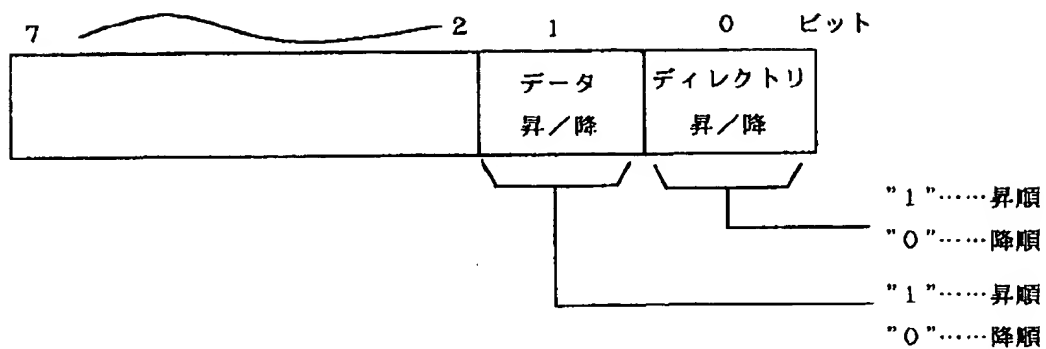 7 2 1 0 ビット
データ ディレクトリ
昇/降 昇/降
"1"……昇順
"0"……降順
"1"……昇順
"0"……降順